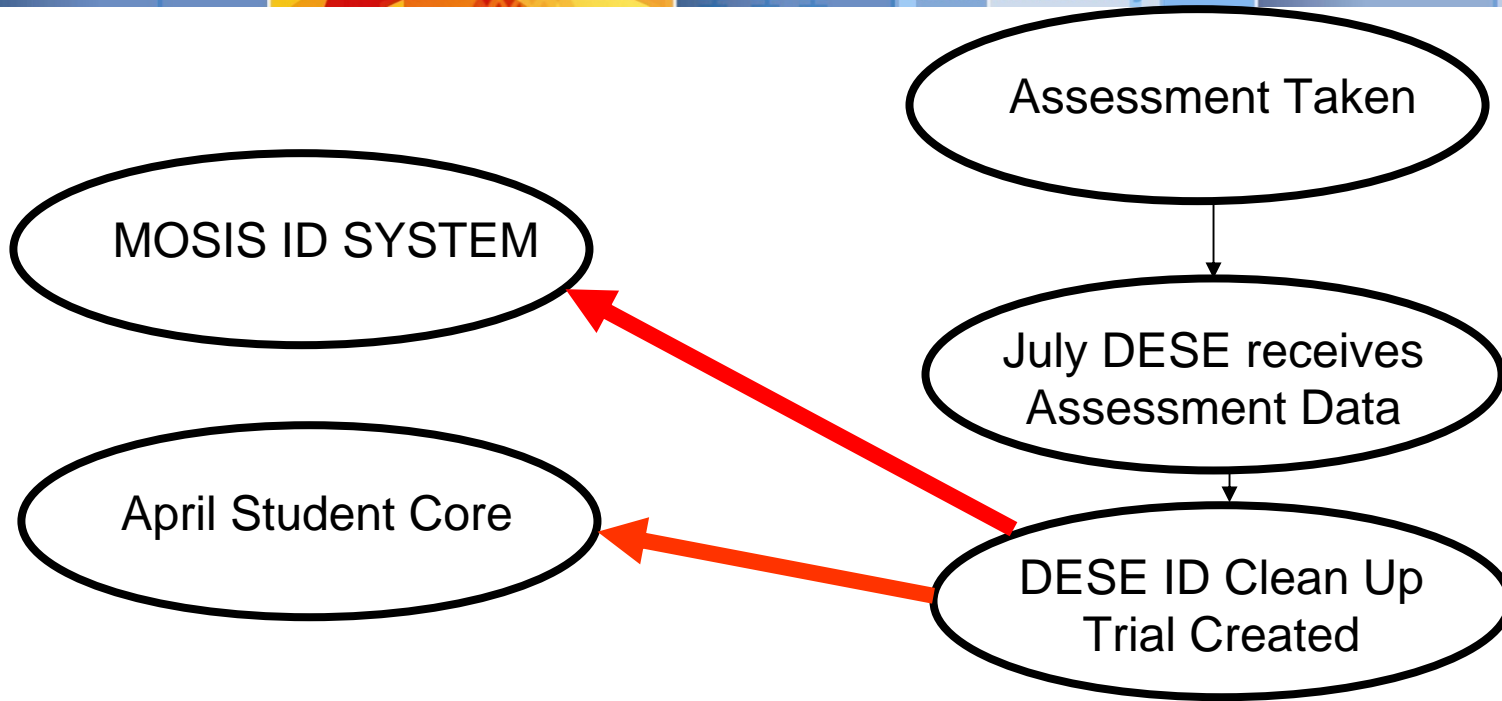 Assessment Taken
MOSIS ID SYSTEM
July DESE receives
Assessment Data
April Student Core
DESE ID Clean Up
Trial Created